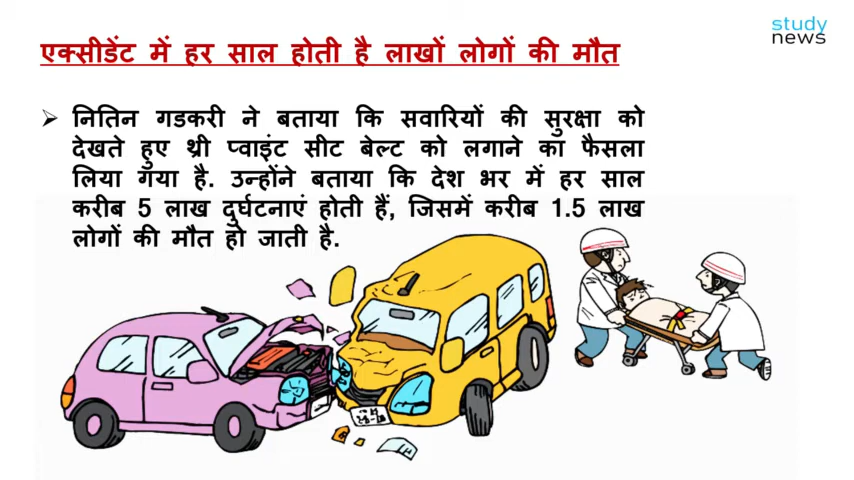 study
news
एक्सीडेंट में हर साल होती है लाखों लोगों की मौत
➢ नितिन गडकरी ने बताया कि सवारियों की सुरक्षा को
देखते हुए थ्री प्वाइंट सीट बेल्ट को लगाने का फैसला
लिया गया है. उन्होंने बताया कि देश भर में हर साल
करीब 5 लाख दुर्घटनाएं होती हैं, जिसमें करीब 1.5 लाख
लोगों की मौत हो जाती है.